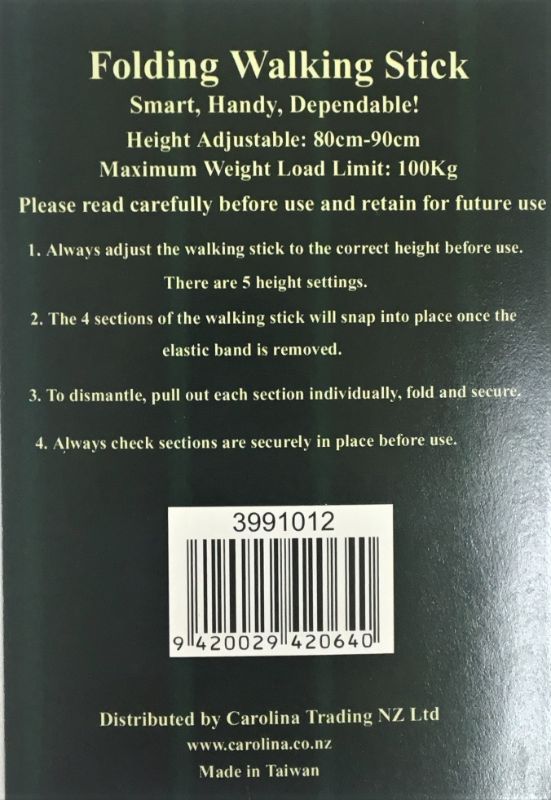 Folding Walking Stick
Smart, Handy, Dependable!
Height Adjustable: 80cm-90cm
Maximum Weight Load Limit: 100Kg
Please read carefully before use and retain for future use
1. Always adjust the walking stick to the correct height before use.
There are 5 height settings.
2. The 4 sections of the walking stick will snap into place once the
elastic band is removed.
3. To dismantle, pull out each section individually, fold and secure.
4. Always check sections are securely in place before use.
3991012
9 420029 420640
Distributed by Carolina Trading NZ Ltd
www.carolina.co.nz
Made in Taiwan